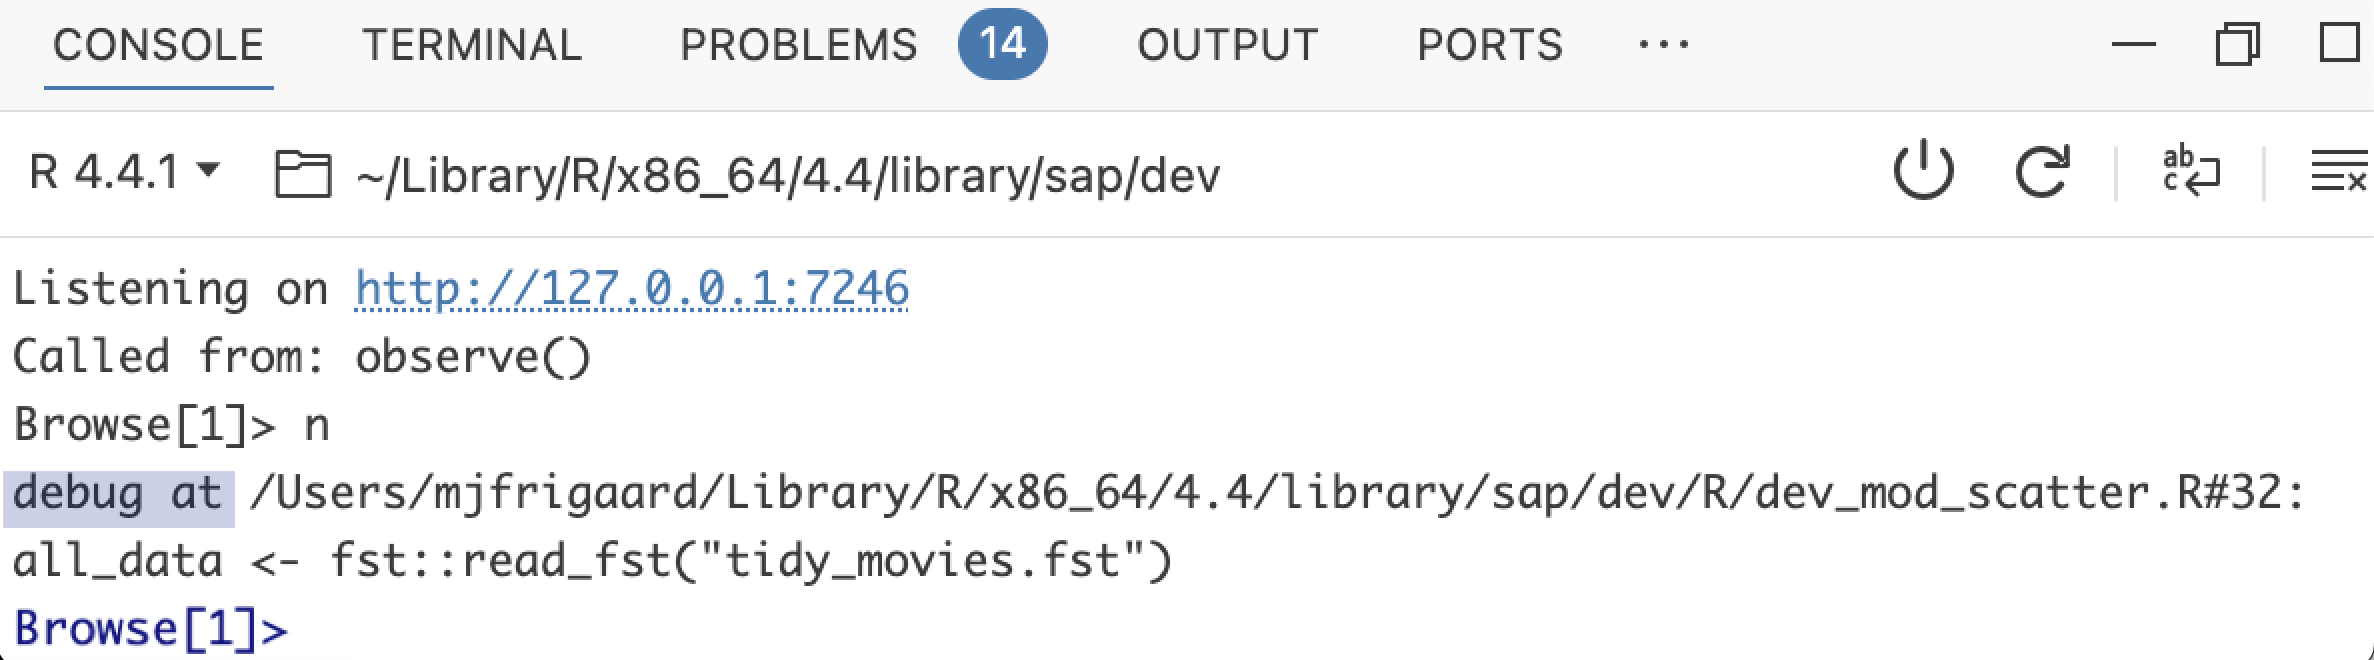 CONSOLE TERMINAL PROBLEMS 14 OUTPUT PORTS ...
R 4.4.1 ~/Library/R/x86_64/4.4/library/sap/dev abc
Listening on http://127.0.0.1:7246
Called from: observe()
Browse[1]> n
debug at /Users/mjfrigaard/Library/R/x86_64/4.4/library/sap/dev/R/dev_mod_scatter.R#32:
all_data <- fst::read_fst("tidy_movies.fst")
Browse[1]>